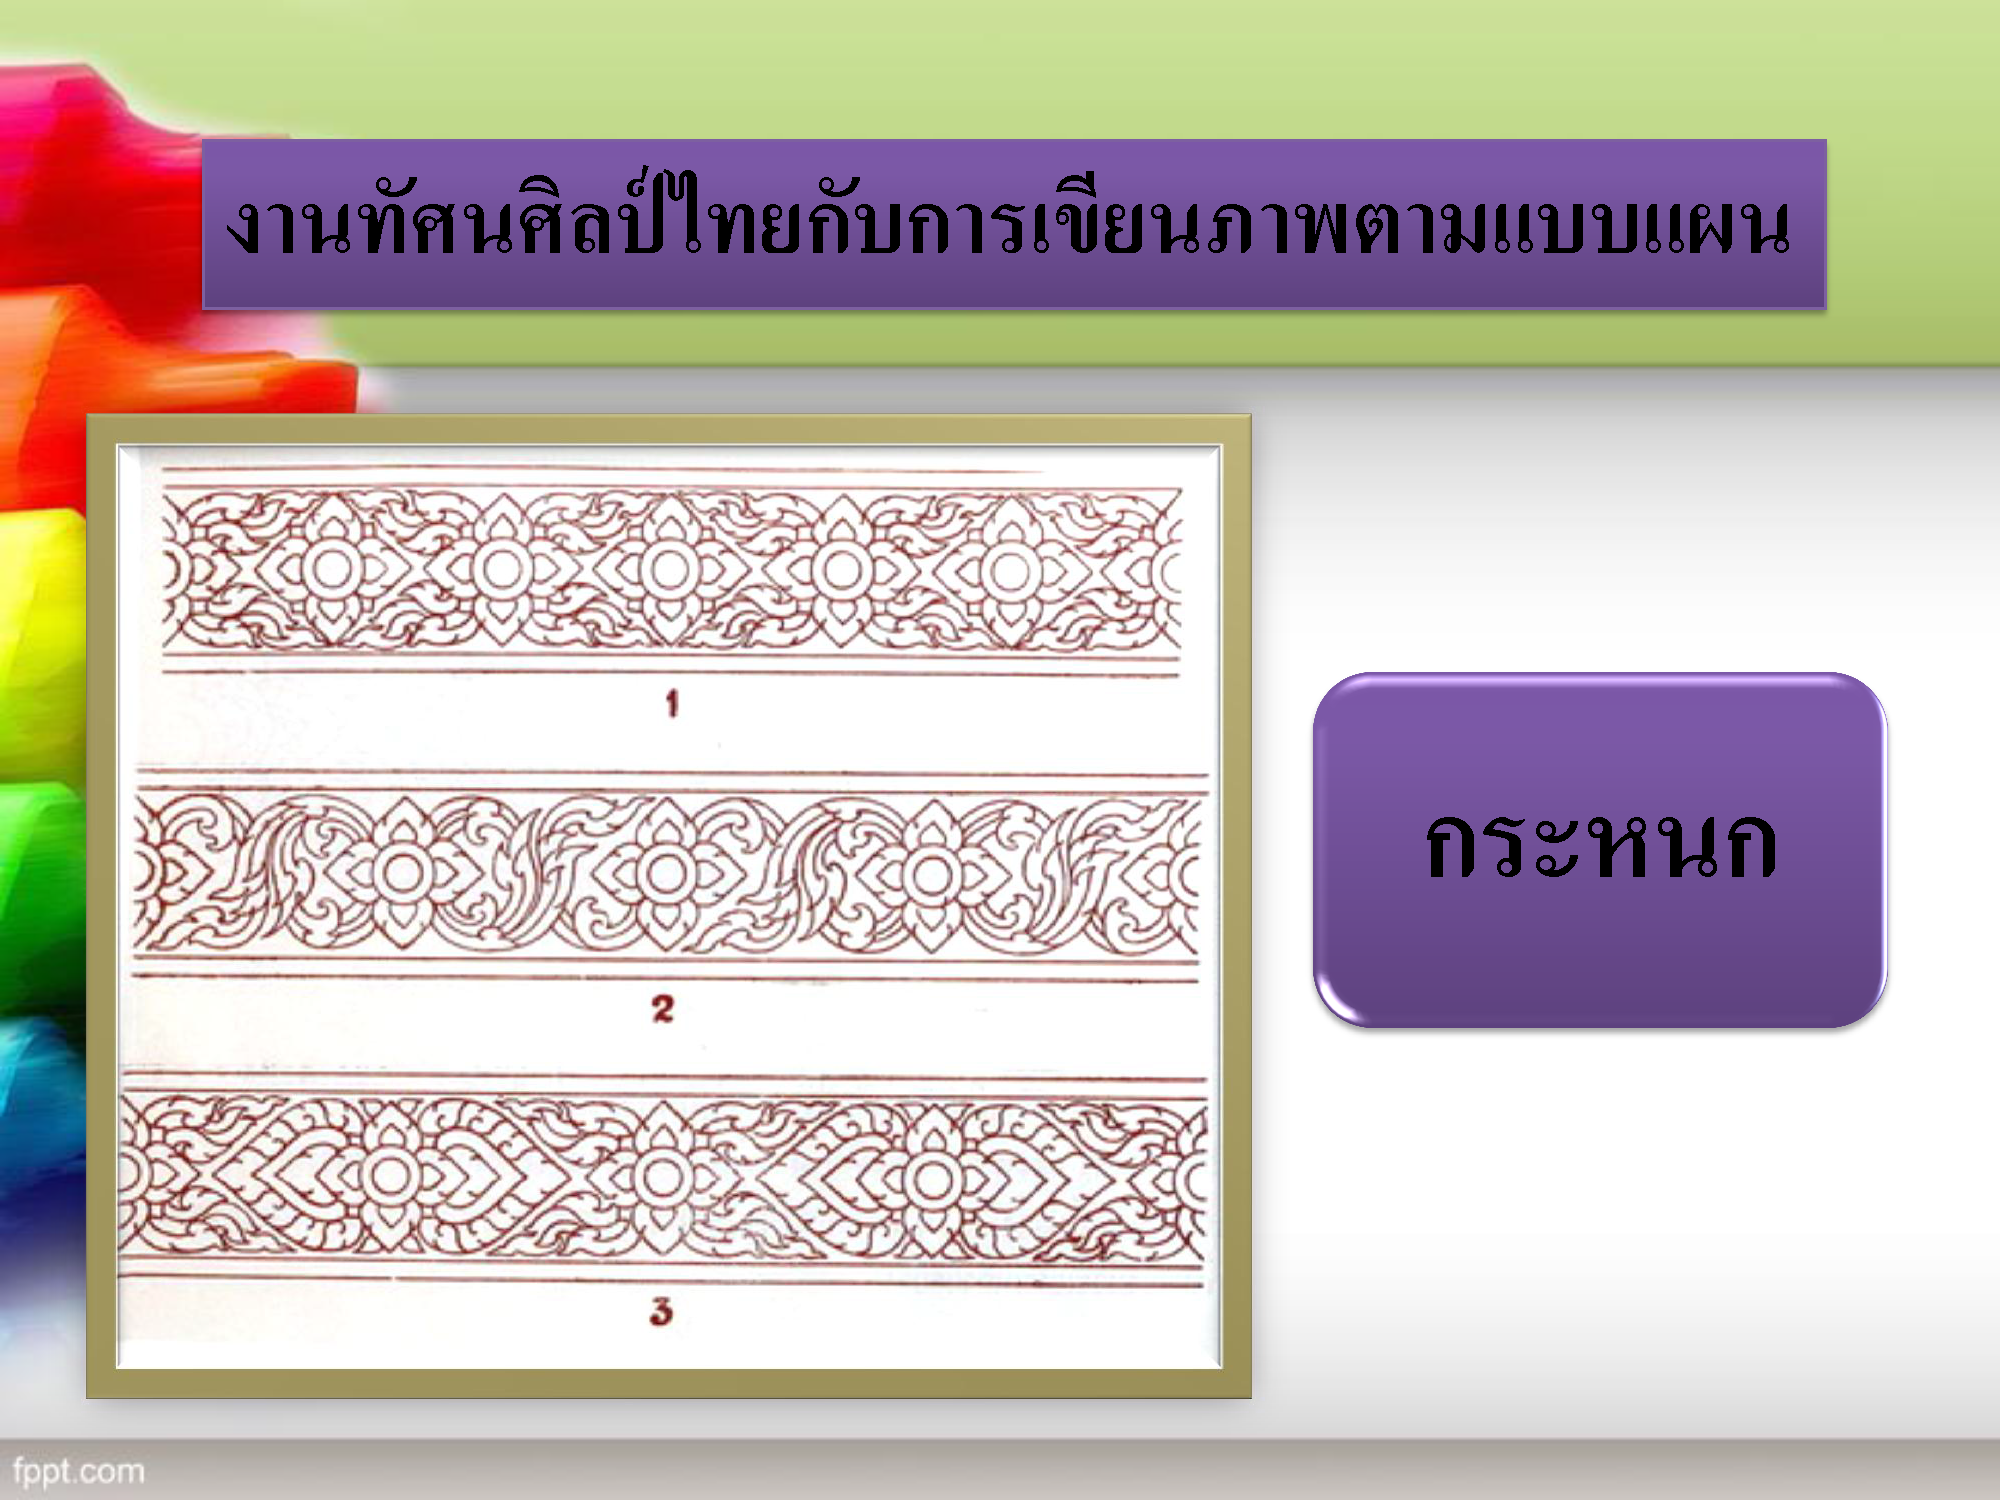 งานทัศนศิลป์ไทยกับการเขียนภาพตามแบบแผน
1
2
3
กระหนก
fppt.com